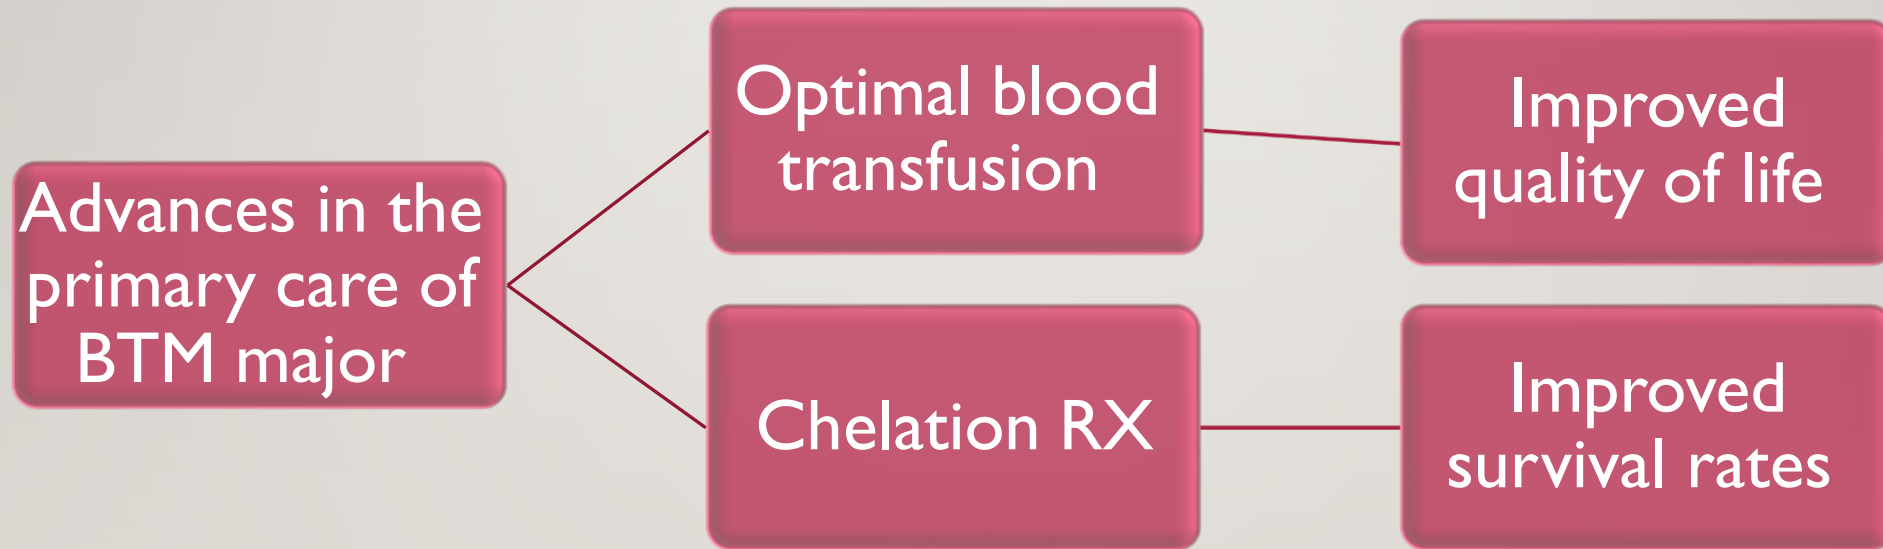 Advances in the
primary care of
BTM major
Optimal blood
transfusion
Improved
quality of life
Chelation RX
Improved
survival rates